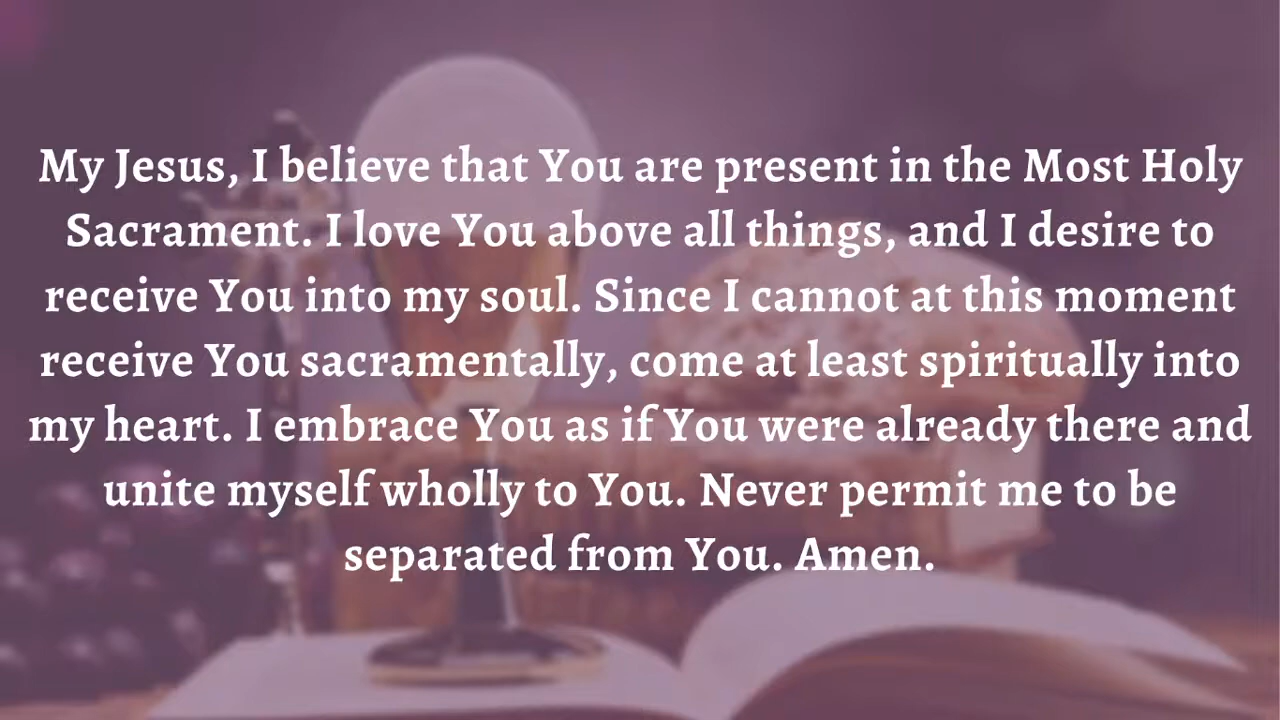 My Jesus, I believe that You are present in the Most Holy
Sacrament. I love You above all things, and I desire to
receive You into my soul. Since I cannot at this moment
receive You sacramentally, come at least spiritually into
my heart. I embrace You as if You were already there and
unite myself wholly to You. Never permit me to be
separated from You. Amen.